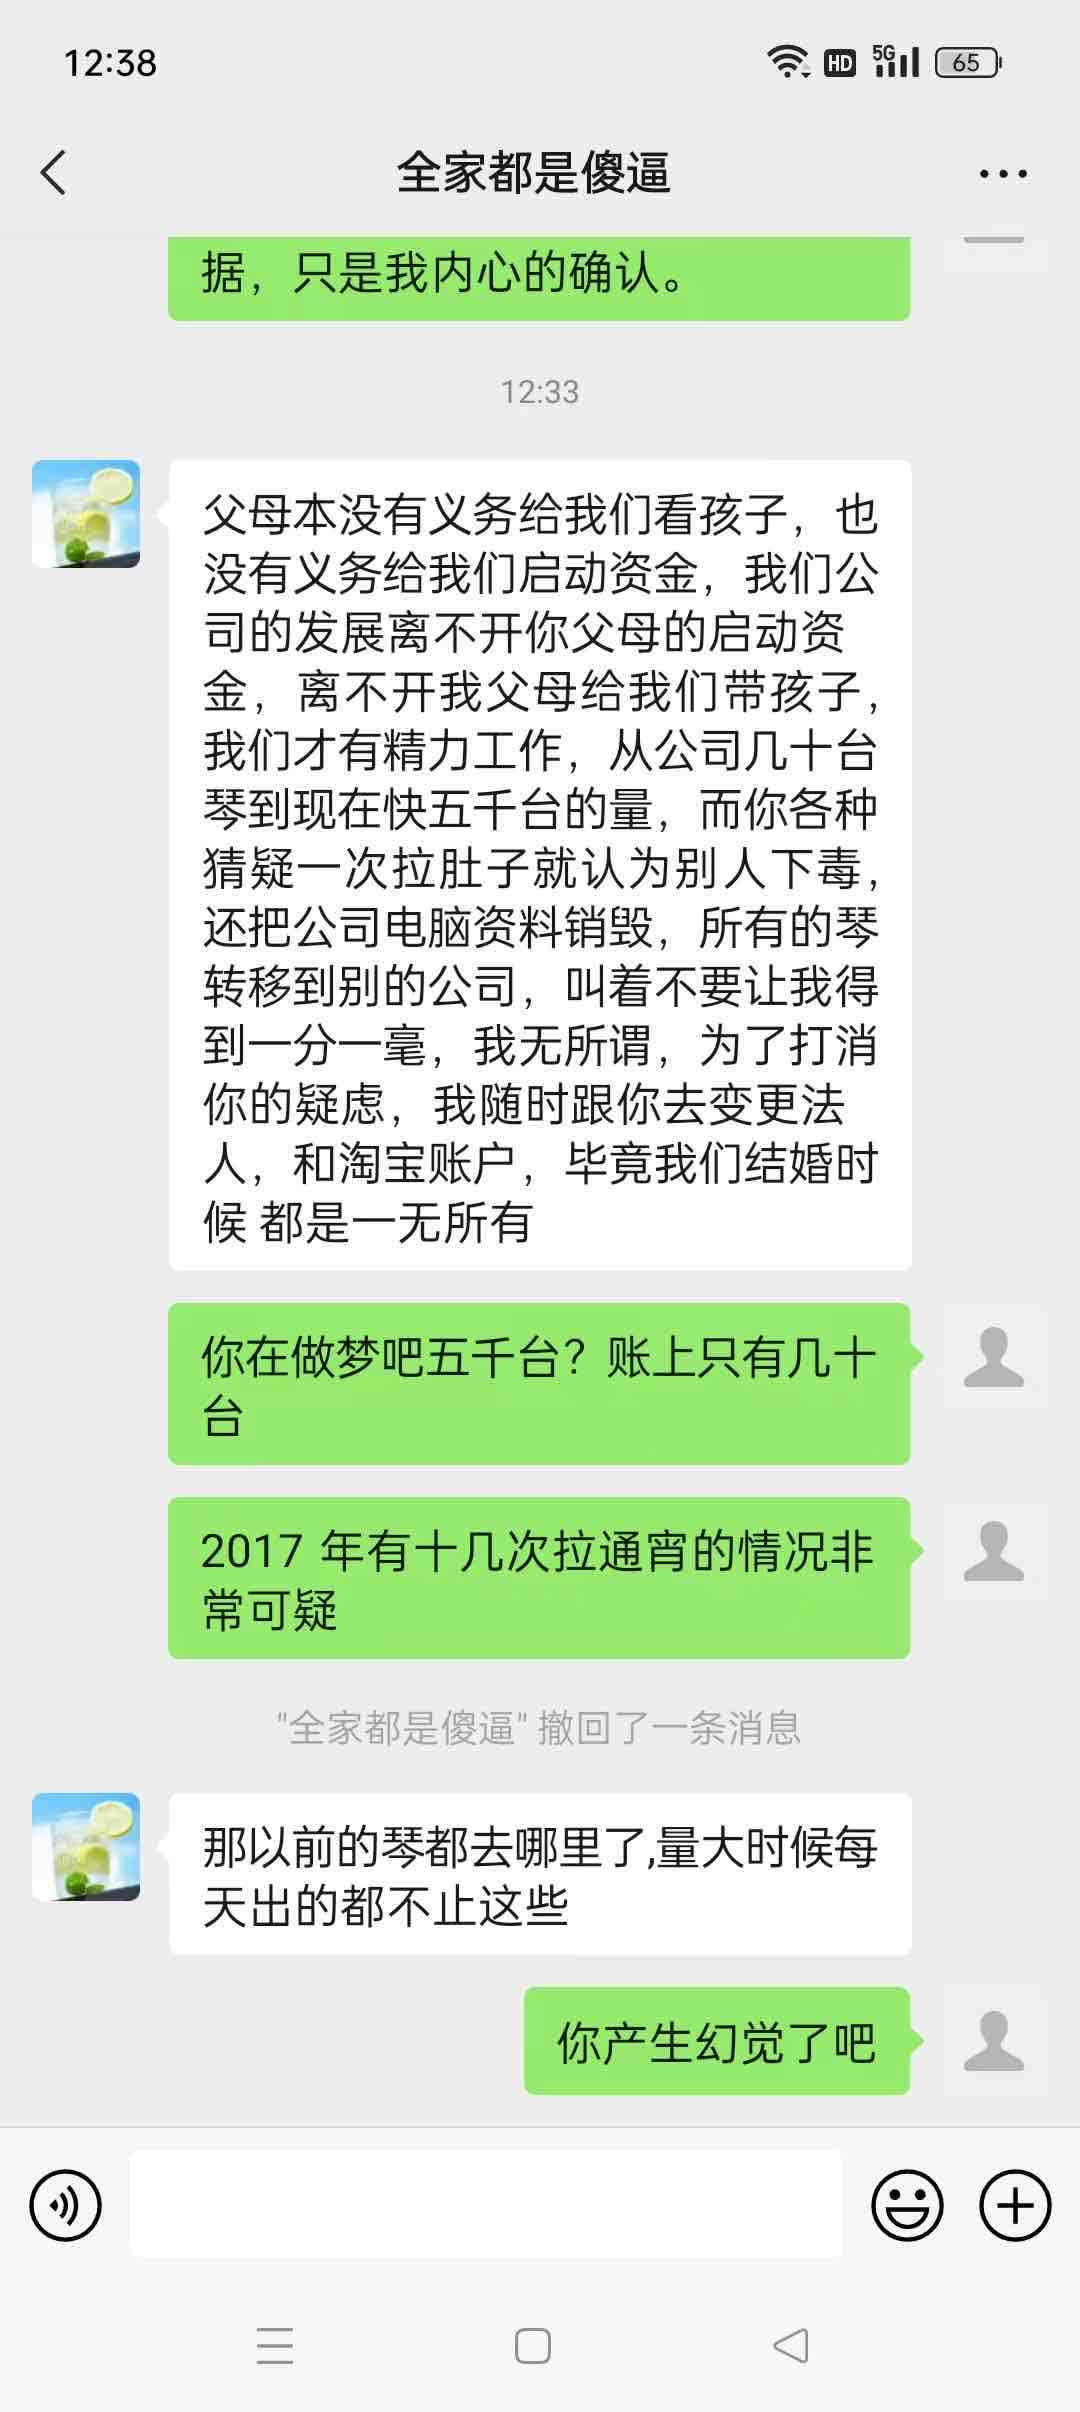 12:38
HD
5G
65
全家都是傻逼
据，只是我内心的确认。
12:33
父母本没有义务给我们看孩子，也
没有义务给我们启动资金，我们公
司的发展离不开你父母的启动资
金，离不开我父母给我们带孩子，
我们才有精力工作，从公司几十台
琴到现在快五千台的量，而你各种
猜疑一次拉肚子就认为别人下毒，
还把公司电脑资料销毁，所有的琴
转移到别的公司，叫着不要让我得
到一分一毫，我无所谓，为了打消
你的疑虑，我随时跟你去变更法
人，和淘宝账户，毕竟我们结婚时
候 都是一无所有
你在做梦吧五千台？账上只有几十
台
2017 年有十几次拉通宵的情况非
常可疑
"全家都是傻逼" 撤回了一条消息
那以前的琴都去哪里了,量大时候每
天出的都不止这些
你产生幻觉了吧